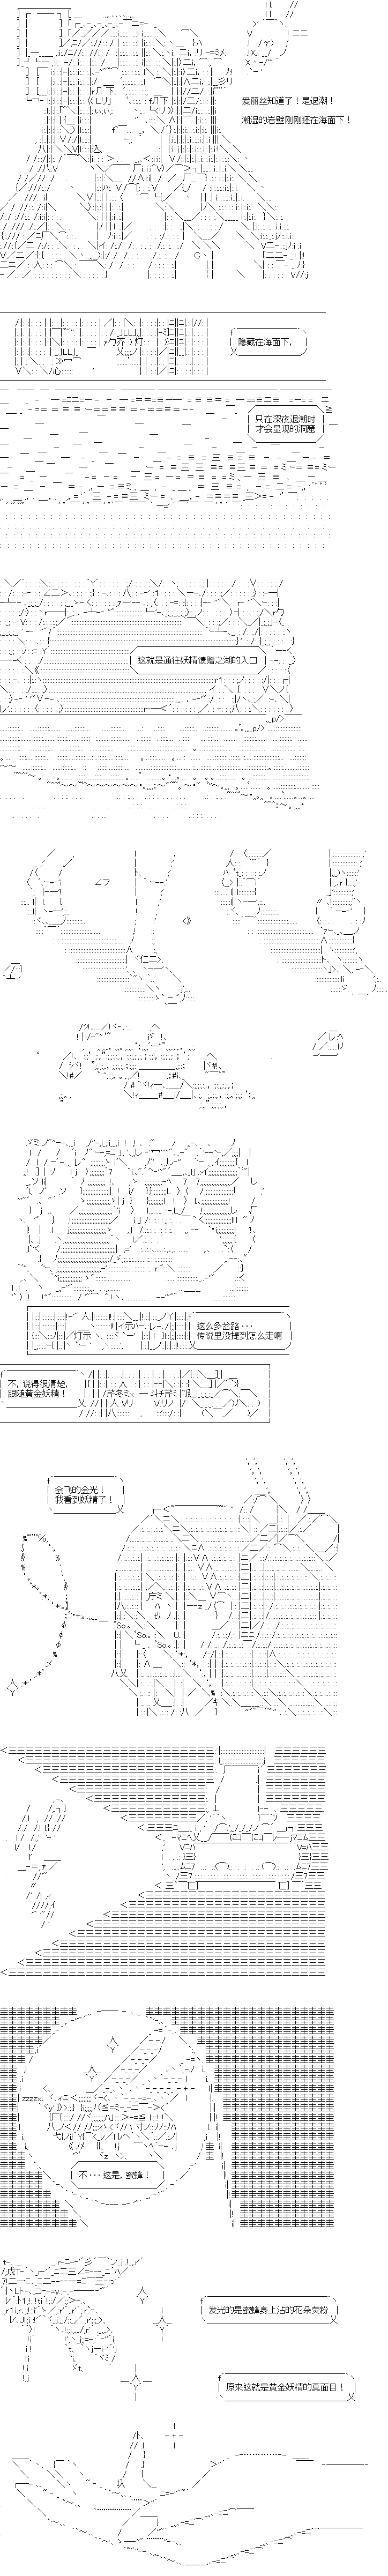 爱丽丝知道了！是退潮！
潮湿的岩壁刚刚还在海面下！
隐藏在海面下，
只在深夜退潮时
才会显现的洞窟
这就是通往妖精馈赠之湖的入口
这么多岔路・・・
传说里没提到怎么走啊
不，说得很清楚，
跟随黄金妖精！
会飞的金光！
我看到妖精了！
不・・・这是，蜜蜂！
发光的是蜜蜂身上沾的花朵荧粉
原来这就是黄金妖精的真面目！